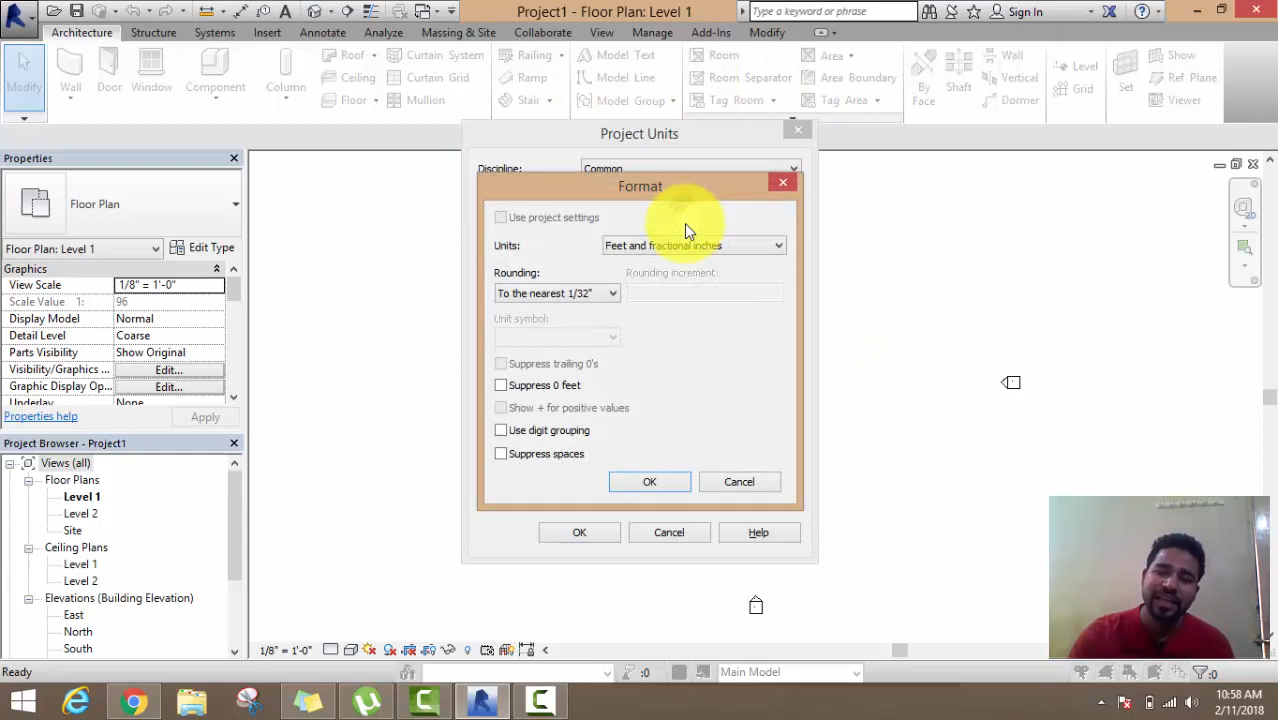 Project1 - Floor Plan: Level 1
Type a keyword or phrase
Sign In
Architecture
Structure
Systems
Insert
Annotate
Analyze
Massing & Site
Collaborate
View
Manage
Add-Ins
Modify
Modify
Wall
Door
Window
Component
Column
Roof
Ceiling
Floor
Curtain System
Curtain Grid
Mullion
Railing
Ramp
Stair
Model Text
Model Line
Model Group
Room
Room Separator
Tag Room
Area
Area Boundary
Tag Area
By
Face
Shaft
Wall
Vertical
Dormer
Level
Grid
Set
Show
Ref Plane
Viewer
Properties
Floor Plan
Floor Plan: Level 1
Edit Type
Graphics
View Scale
1/8" = 1'-0"
Scale Value 1:
96
Display Model
Normal
Detail Level
Coarse
Parts Visibility
Show Original
Visibility/Graphics ...
Edit...
Graphic Display Op...
Edit...
Underlay
None
Properties help
Apply
Project Browser - Project1
Views (all)
Floor Plans
Level 1
Level 2
Site
Ceiling Plans
Level 1
Level 2
Elevations (Building Elevation)
East
North
South
Project Units
Discipline:
Common
Format
Use project settings
Units:
Feet and fractional inches
Rounding:
Rounding increment:
To the nearest 1/32"
Unit symbol:
Suppress trailing 0's
Suppress 0 feet
Show + for positive values
Use digit grouping
Suppress spaces
OK
Cancel
OK
Cancel
Help
1/8" = 1'-0"
Ready
:0
Main Model
:0
10:58 AM
2/11/2018